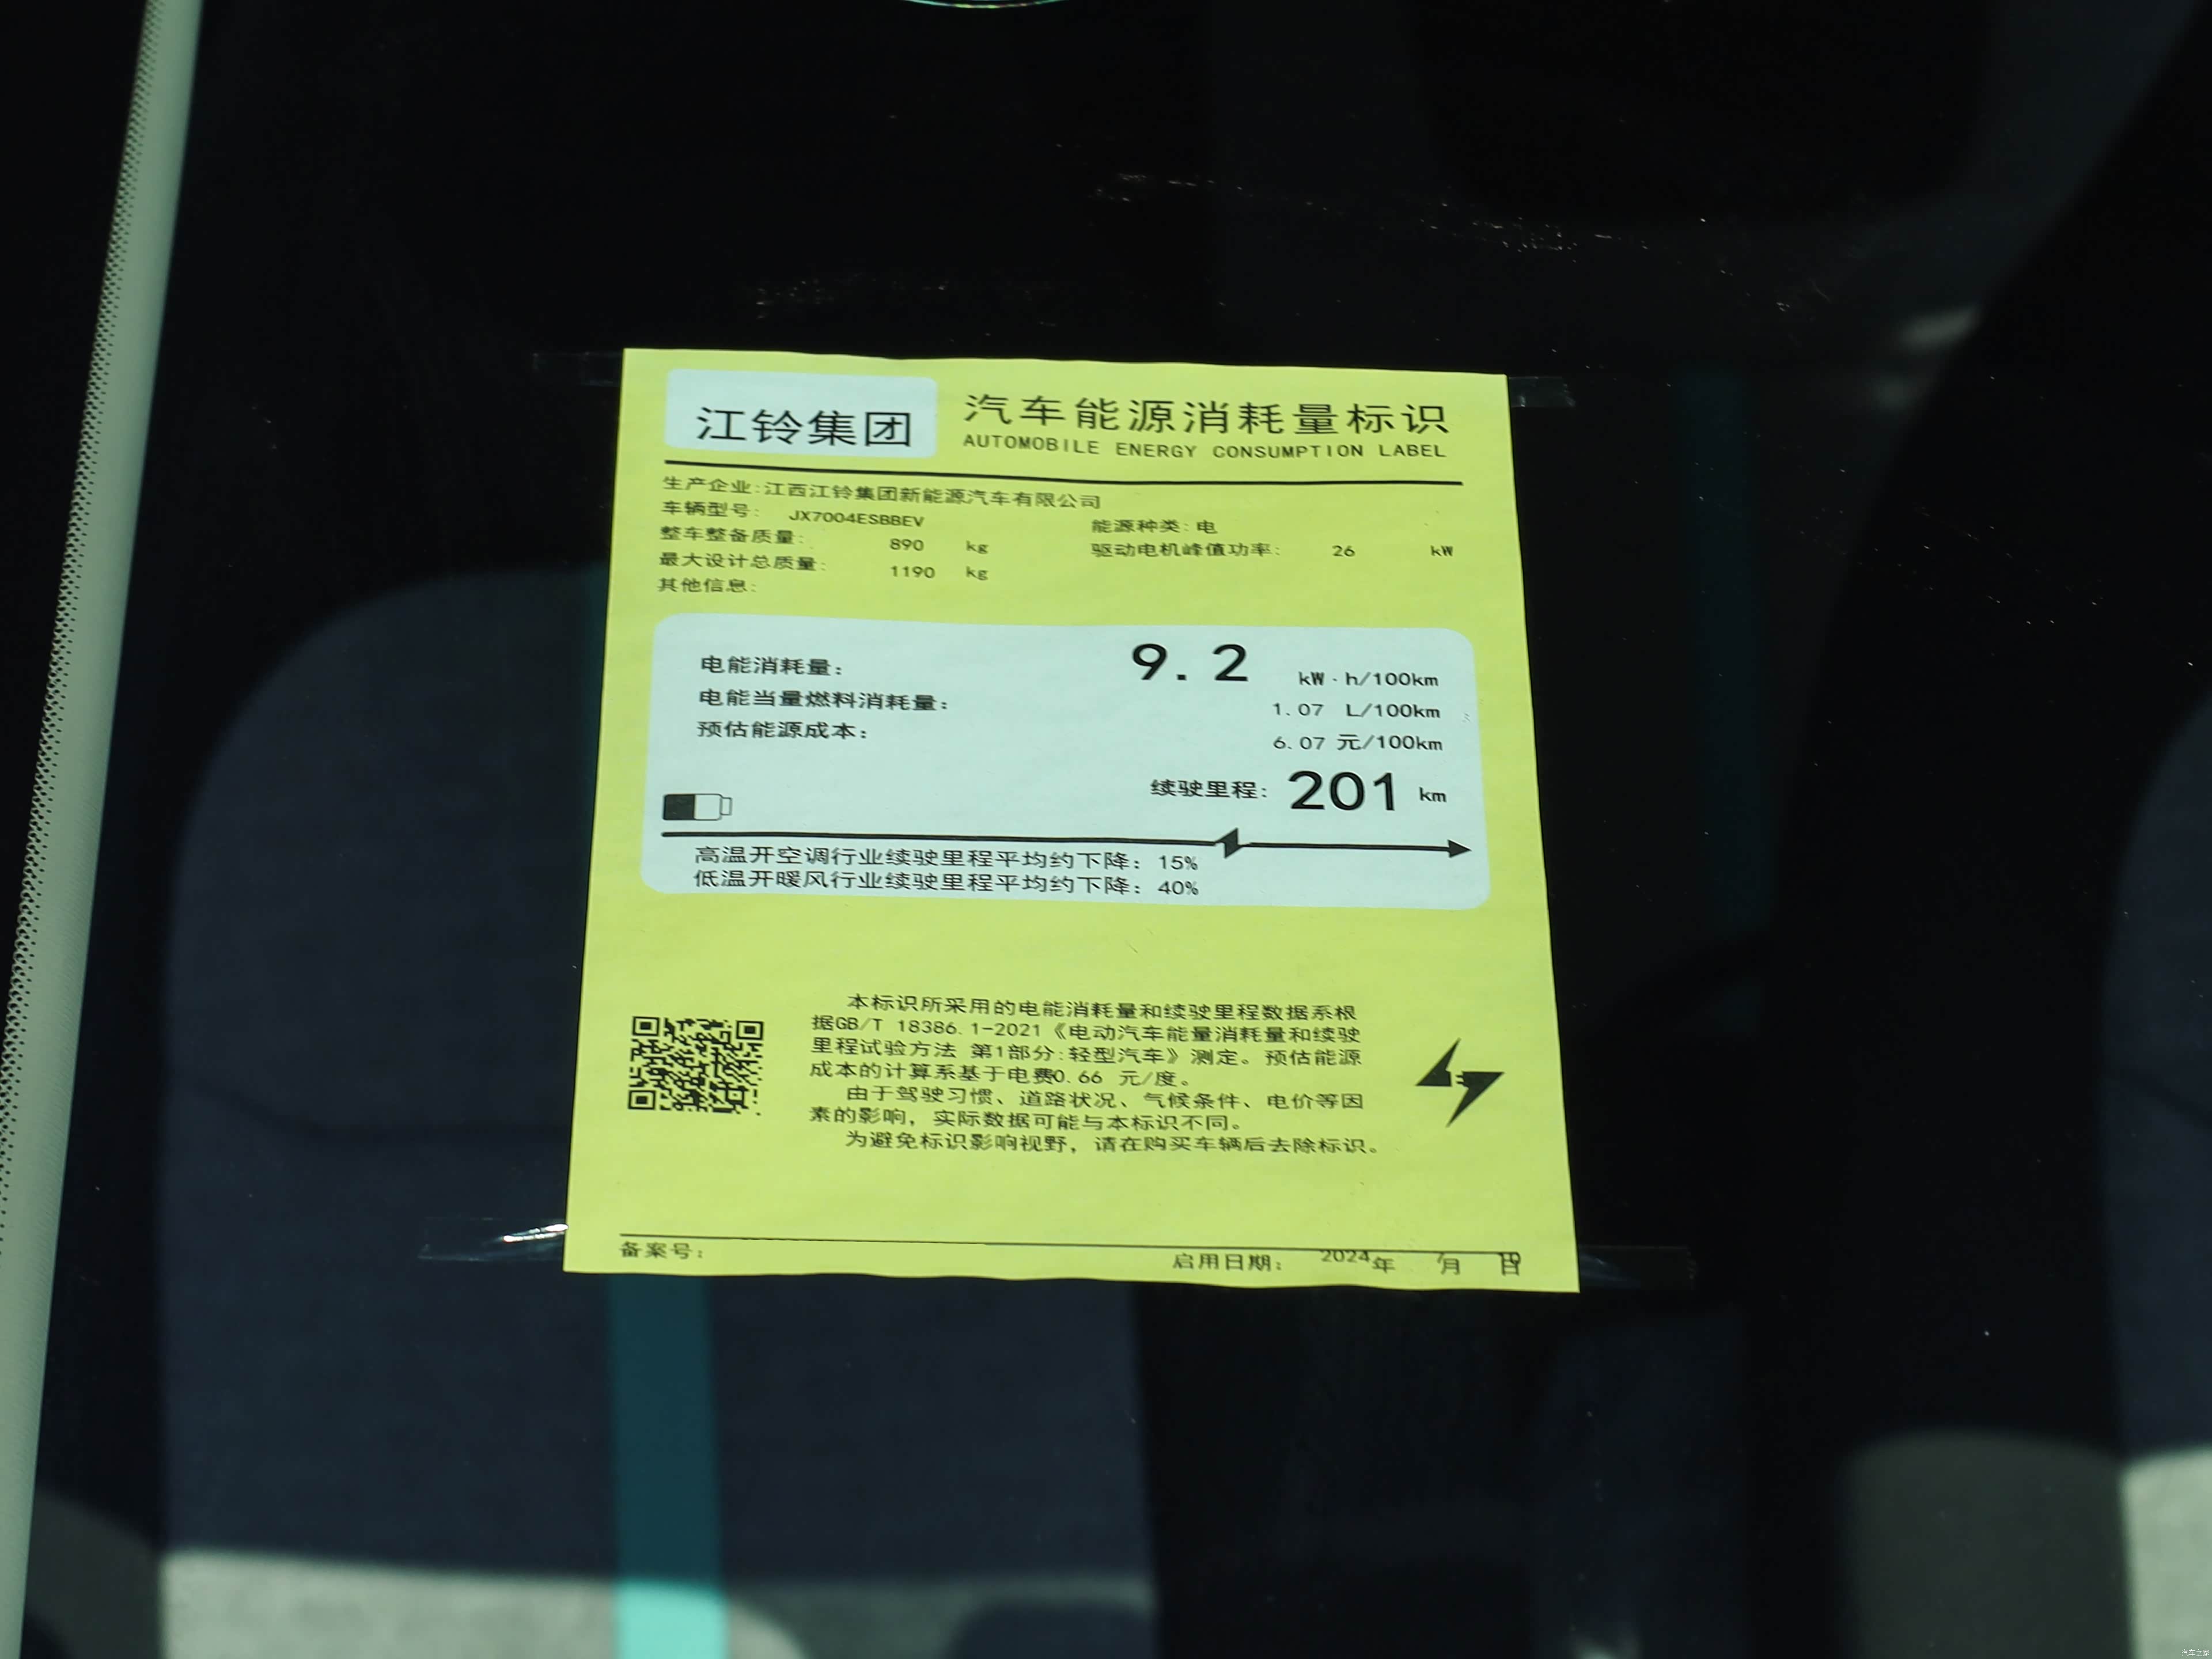 江铃集团
汽车能源消耗量标识
AUTOMOBILE ENERGY CONSUMPTION LABEL
生产企业:江西江铃集团新能源汽车有限公司
车辆型号: JX7004ESBBEV
能源种类:电
整车整备质量: 890 kg
驱动电机峰值功率: 26 kW
最大设计总质量: 1190 kg
其他信息:
电能消耗量: 9.2 kW·h/100km
电能当量燃料消耗量: 1.07 L/100km
预估能源成本: 6.07 元/100km
续驶里程: 201 km
高温开空调行业续驶里程平均约下降: 15%
低温开暖风行业续驶里程平均约下降: 40%
本标识所采用的电能消耗量和续驶里程数据系根
据GB/T 18386.1-2021《电动汽车能量消耗量和续驶
里程试验方法 第1部分:轻型汽车》测定。预估能源
成本的计算系基于电费0.66 元/度。
由于驾驶习惯、道路状况、气候条件、电价等因
素的影响，实际数据可能与本标识不同。
为避免标识影响视野，请在购买车辆后去除标识。
备案号:
启用日期: 2024年 7月 19日
汽车之家